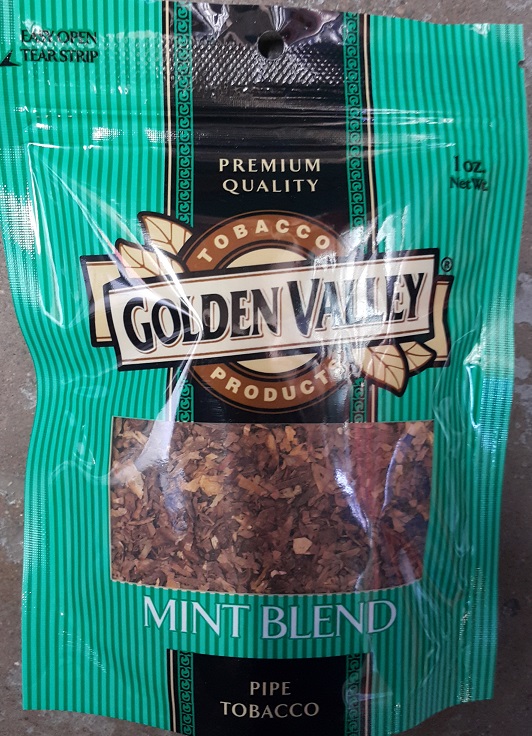 EASY OPEN
TEAR STRIP
PREMIUM
QUALITY
1 oz.
Net Wt.
TOBACCO
GOLDEN VALLEY®
PRODUCTS
MINT BLEND
PIPE
TOBACCO